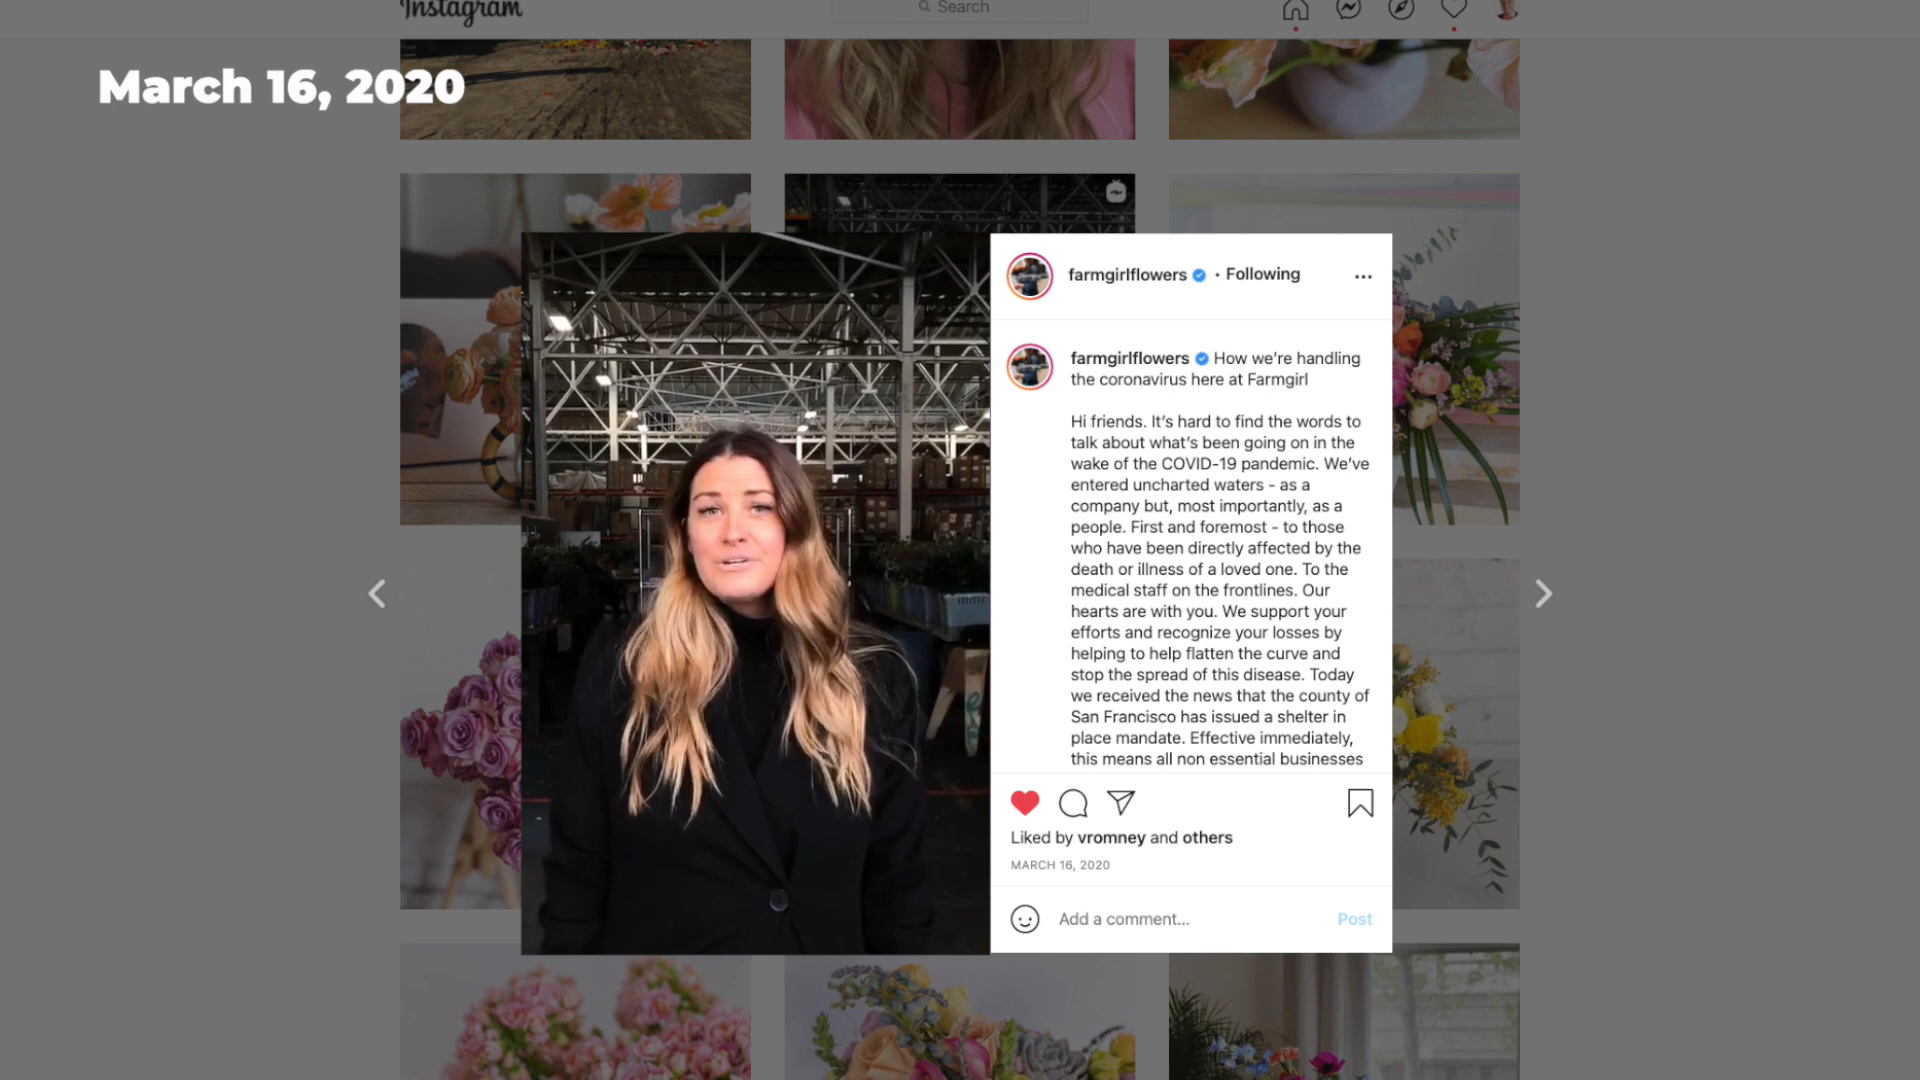 Instagram
Search
March 16, 2020
farmgirlflowers • Following
farmgirlflowers How we're handling
the coronavirus here at Farmgirl
Hi friends. It's hard to find the words to
talk about what's been going on in the
wake of the COVID-19 pandemic. We've
entered uncharted waters - as a
company but, most importantly, as a
people. First and foremost - to those
who have been directly affected by the
death or illness of a loved one. To the
medical staff on the frontlines. Our
hearts are with you. We support your
efforts and recognize your losses by
helping to help flatten the curve and
stop the spread of this disease. Today
we received the news that the county of
San Francisco has issued a shelter in
place mandate. Effective immediately,
this means all non essential businesses
Liked by vromney and others
MARCH 16, 2020
Add a comment...
Post